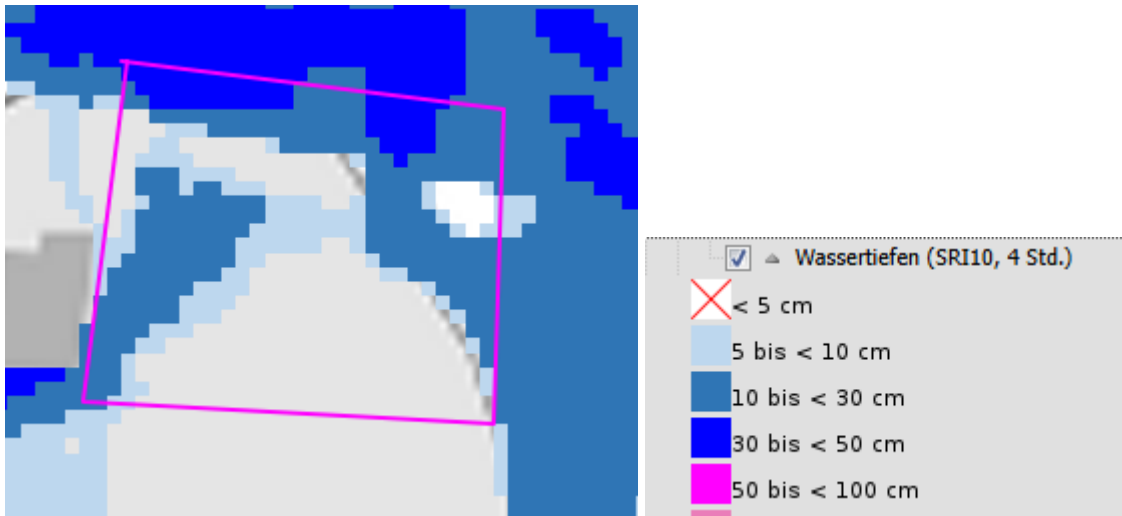 Wassertiefen (SRI10, 4 Std.)
< 5 cm
5 bis < 10 cm
10 bis < 30 cm
30 bis < 50 cm
50 bis < 100 cm